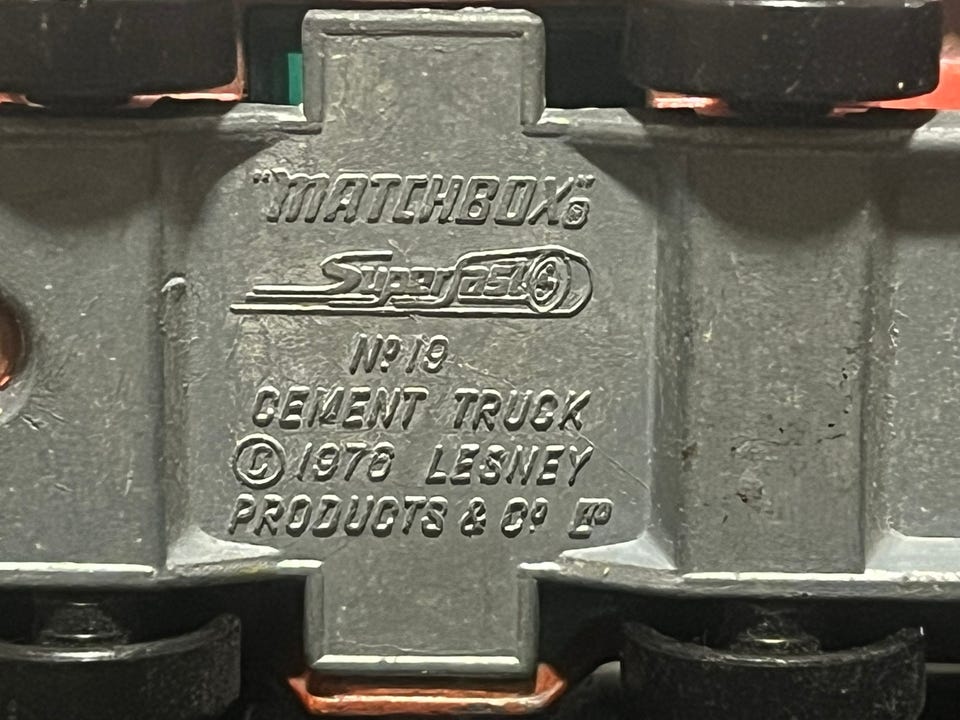 "MATCHBOX"®
Superfast
Nº 19
CEMENT TRUCK
© 1976 LESNEY
PRODUCTS & Cº LTD